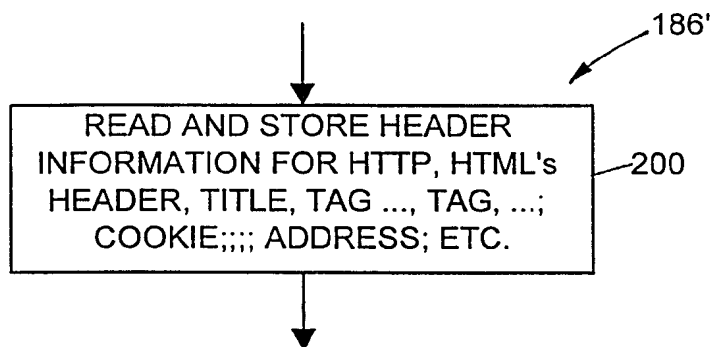 186'
READ AND STORE HEADER
INFORMATION FOR HTTP, HTML's
HEADER, TITLE, TAG ..., TAG, ...;
COOKIE;;;; ADDRESS; ETC.
200